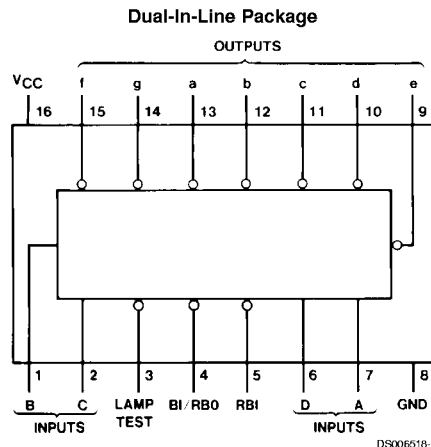 Dual-In-Line Package
OUTPUTS
VCC f g a b c d e
16 15 14 13 12 11 10 9
1 2 3 4 5 6 7 8
B C LAMP TEST BI/RBO RBI D A GND
INPUTS INPUTS
DS006518-